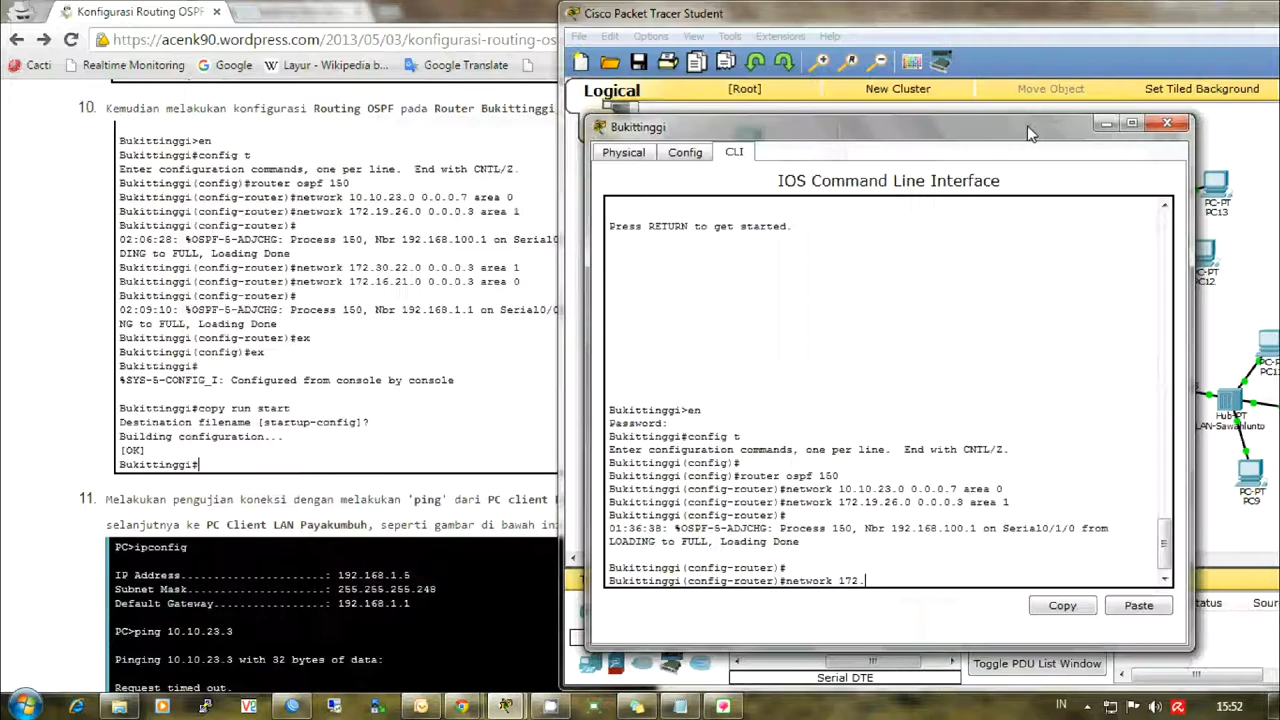 Konfigurasi Routing OSPF
https://acenk90.wordpress.com/2013/05/03/konfigurasi-routing-os
Cacti
Realtime Monitoring
Google
Layur - Wikipedia b...
Google Translate
10. Kemudian melakukan konfigurasi Routing OSPF pada Router Bukittinggi
Bukittinggi>en
Bukittinggi#config t
Enter configuration commands, one per line. End with CNTL/Z.
Bukittinggi(config)#router ospf 150
Bukittinggi(config-router)#network 10.10.23.0 0.0.0.7 area 0
Bukittinggi(config-router)#network 172.19.26.0 0.0.0.3 area 1
Bukittinggi(config-router)#
02:06:28: %OSPF-5-ADJCHG: Process 150, Nbr 192.168.100.1 on Serial0
DING to FULL, Loading Done
Bukittinggi(config-router)#network 172.30.22.0 0.0.0.3 area 1
Bukittinggi(config-router)#network 172.16.21.0 0.0.0.3 area 0
Bukittinggi(config-router)#
02:09:10: %OSPF-5-ADJCHG: Process 150, Nbr 192.168.1.1 on Serial0/0
NG to FULL, Loading Done
Bukittinggi(config-router)#ex
Bukittinggi(config)#ex
Bukittinggi#
%SYS-5-CONFIG_I: Configured from console by console
Bukittinggi#copy run start
Destination filename [startup-config]?
Building configuration...
[OK]
Bukittinggi#
11. Melakukan pengujian koneksi dengan melakukan 'ping' dari PC client
selanjutnya ke PC Client LAN Payakumbuh, seperti gambar di bawah in
PC>ipconfig
IP Address......................: 192.168.1.5
Subnet Mask.....................: 255.255.255.248
Default Gateway.................: 192.168.1.1
PC>ping 10.10.23.3
Pinging 10.10.23.3 with 32 bytes of data:
Request timed out.
Cisco Packet Tracer Student
File Edit Options View Tools Extensions Help
Logical
[Root]
New Cluster
Move Object
Set Tiled Background
Bukittinggi
Physical
Config
CLI
IOS Command Line Interface
Press RETURN to get started.
Bukittinggi>en
Password:
Bukittinggi#config t
Enter configuration commands, one per line. End with CNTL/Z.
Bukittinggi(config)#
Bukittinggi(config)#router ospf 150
Bukittinggi(config-router)#network 10.10.23.0 0.0.0.7 area 0
Bukittinggi(config-router)#network 172.19.26.0 0.0.0.3 area 1
Bukittinggi(config-router)#
01:36:38: %OSPF-5-ADJCHG: Process 150, Nbr 192.168.100.1 on Serial0/1/0 from
LOADING to FULL, Loading Done
Bukittinggi(config-router)#
Bukittinggi(config-router)#network 172.
Copy
Paste
PC-PT
PC13
PC-PT
PC12
Hub-PT
LAN-Sawahlunto
PC-PT
PC9
Toggle PDU List Window
Serial DTE
IN
15:52